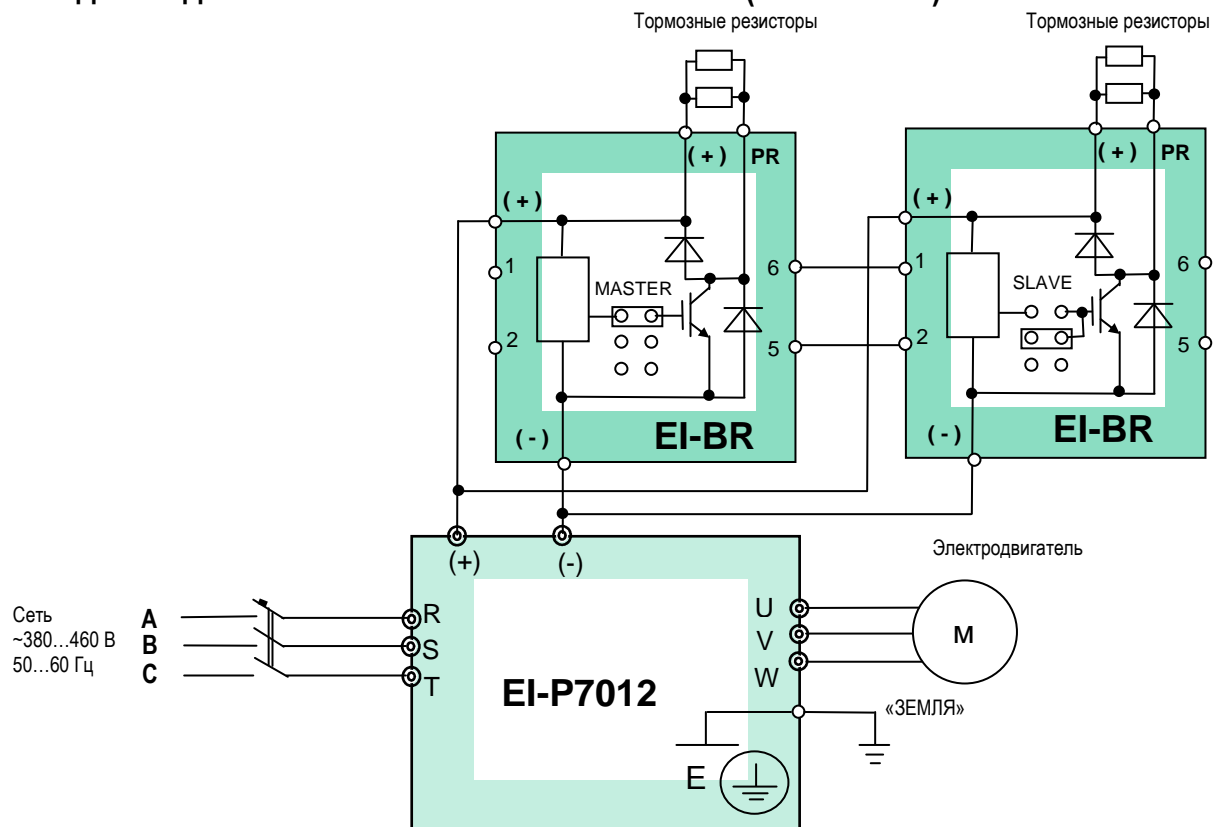 Тормозные резисторы
Тормозные резисторы
( + ) PR
( + ) PR
( + )
( + )
1
6
1
6
MASTER
SLAVE
2
5
2
5
( - )
EI-BR
( - )
EI-BR
(+)
(-)
Электродвигатель
Сеть
~380...460 В
50…60 Гц
A
B
C
R
S
T
U
V
W
M
EI-P7012
«ЗЕМЛЯ»
E